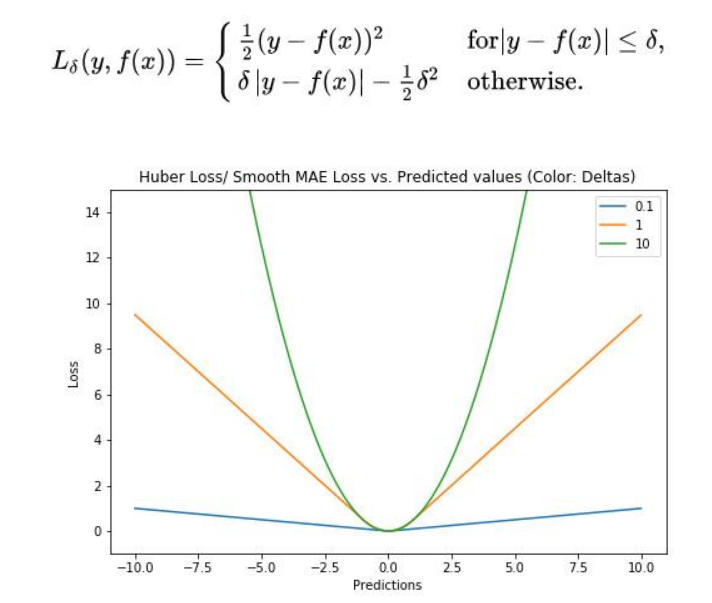 L_δ(y, f(x)) = { ½(y − f(x))² for|y − f(x)| ≤ δ,
δ |y − f(x)| − ½δ² otherwise.
Huber Loss/ Smooth MAE Loss vs. Predicted values (Color: Deltas)
0.1
1
10
14
12
10
8
6
4
2
0
Loss
−10.0 −7.5 −5.0 −2.5 0.0 2.5 5.0 7.5 10.0
Predictions